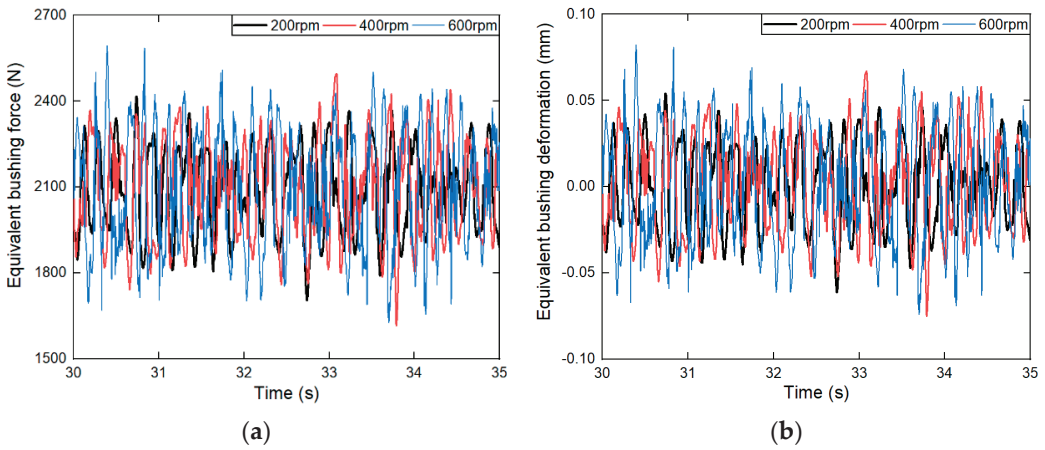 200rpm 400rpm 600rpm
Equivalent bushing force (N)
2700
2400
2100
1800
1500
30 31 32 33 34 35
Time (s)
(a)
200rpm 400rpm 600rpm
Equivalent bushing deformation (mm)
0.10
0.05
0.00
-0.05
-0.10
30 31 32 33 34 35
Time (s)
(b)